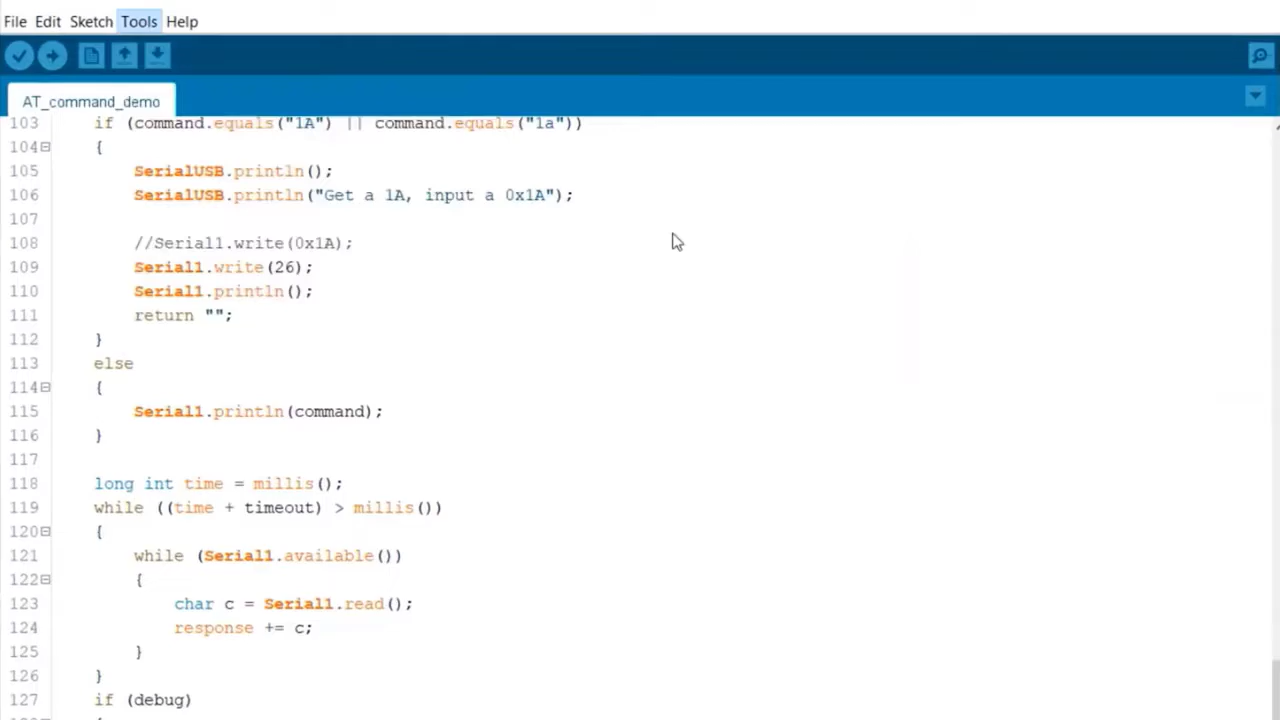 File Edit Sketch Tools Help
AT_command_demo
103 if (command.equals("1A") || command.equals("1a"))
104 {
105 SerialUSB.println();
106 SerialUSB.println("Get a 1A, input a 0x1A");
107
108 //Serial1.write(0x1A);
109 Serial1.write(26);
110 Serial1.println();
111 return "";
112 }
113 else
114 {
115 Serial1.println(command);
116 }
117
118 long int time = millis();
119 while ((time + timeout) > millis())
120 {
121 while (Serial1.available())
122 {
123 char c = Serial1.read();
124 response += c;
125 }
126 }
127 if (debug)